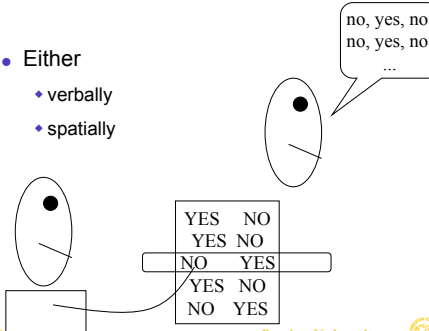 no, yes, no
no, yes, no
...
Either
verbally
spatially
YES NO
YES NO
NO YES
YES NO
NO YES